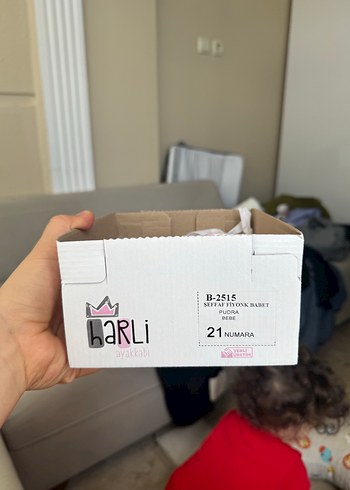 B-2515
ŞEFFAF FİYONK BABET
PUDRA
BEBE
21 NUMARA
hARLi
ayakkabı